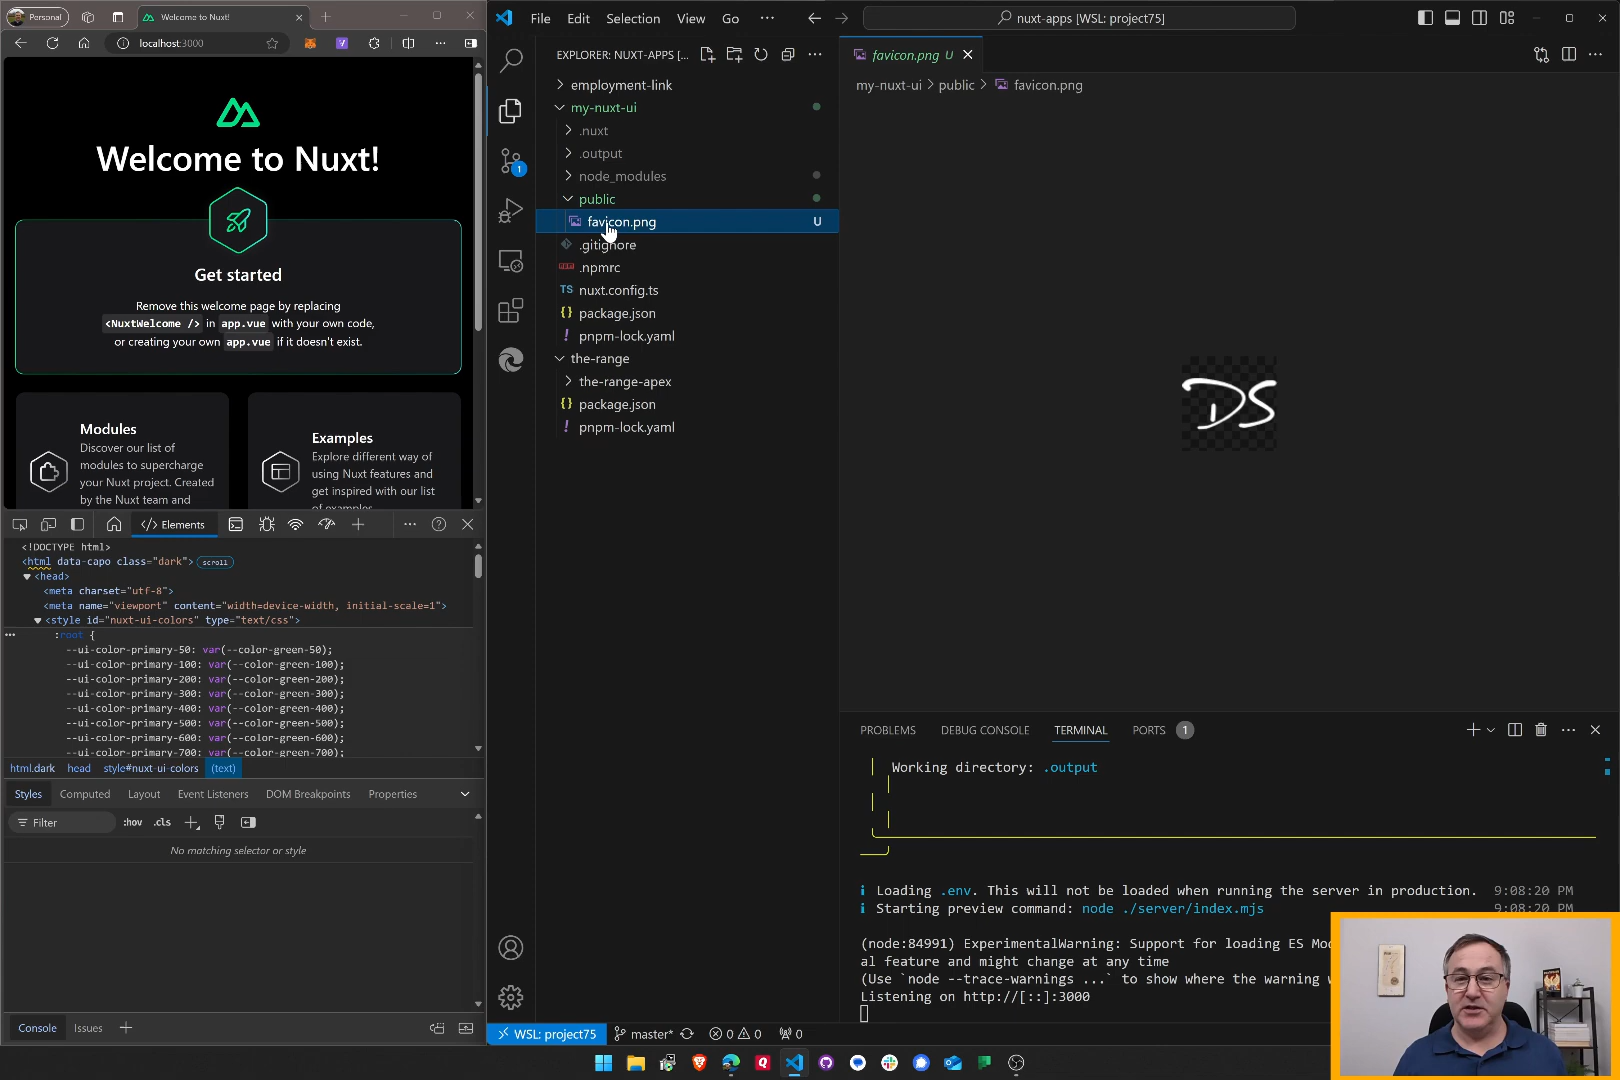 Personal
Welcome to Nuxt!
localhost:3000
Welcome to Nuxt!
Get started
Remove this welcome page by replacing
<NuxtWelcome /> in app.vue with your own code,
or creating your own app.vue if it doesn't exist.
Modules
Discover our list of
modules to supercharge
your Nuxt project. Created
by the Nuxt team and
Examples
Explore different way of
using Nuxt features and
get inspired with our list
of examples
Elements
<!DOCTYPE html>
<html data-capo class="dark"> scroll
<head>
<meta charset="utf-8">
<meta name="viewport" content="width=device-width, initial-scale=1">
<style id="nuxt-ui-colors" type="text/css">
:root {
--ui-color-primary-50: var(--color-green-50);
--ui-color-primary-100: var(--color-green-100);
--ui-color-primary-200: var(--color-green-200);
--ui-color-primary-300: var(--color-green-300);
--ui-color-primary-400: var(--color-green-400);
--ui-color-primary-500: var(--color-green-500);
--ui-color-primary-600: var(--color-green-600);
--ui-color-primary-700: var(--color-green-700);
html.dark head style#nuxt-ui-colors (text)
Styles Computed Layout Event Listeners DOM Breakpoints Properties
Filter :hov .cls
No matching selector or style
Console Issues
File Edit Selection View Go ···
nuxt-apps [WSL: project75]
EXPLORER: NUXT-APPS [...
employment-link
my-nuxt-ui
.nuxt
.output
node_modules
public
favicon.png U
.gitignore
.npmrc
TS nuxt.config.ts
{} package.json
! pnpm-lock.yaml
the-range
the-range-apex
{} package.json
! pnpm-lock.yaml
1
favicon.png U
my-nuxt-ui > public > favicon.png
DS
PROBLEMS DEBUG CONSOLE TERMINAL PORTS 1
Working directory: .output
i Loading .env. This will not be loaded when running the server in production. 9:08:20 PM
i Starting preview command: node ./server/index.mjs 9:08:20 PM
(node:84991) ExperimentalWarning: Support for loading ES Mod
al feature and might change at any time
(Use `node --trace-warnings ...` to show where the warning w
Listening on http://[::]:3000
WSL: project75 master* 0 0 0